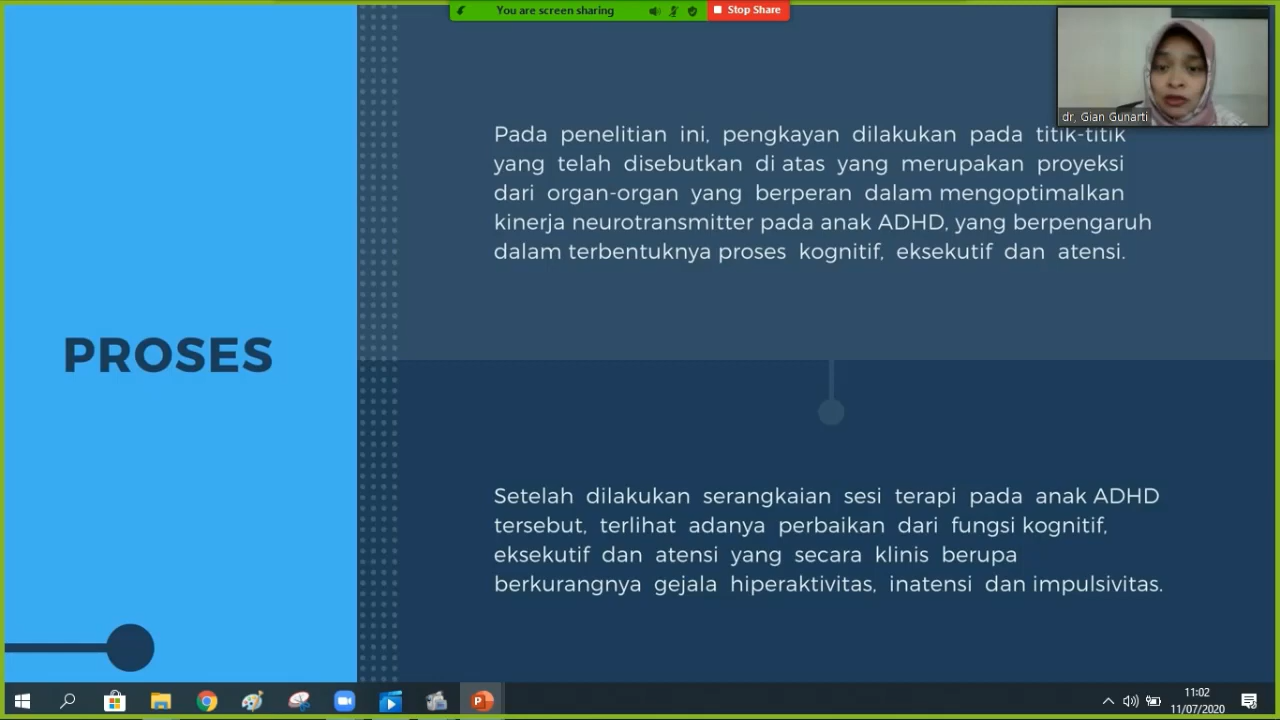 You are screen sharing
Stop Share
dr. Gian Gunarti
PROSES
Pada penelitian ini, pengkayan dilakukan pada titik-titik
yang telah disebutkan di atas yang merupakan proyeksi
dari organ-organ yang berperan dalam mengoptimalkan
kinerja neurotransmitter pada anak ADHD, yang berpengaruh
dalam terbentuknya proses kognitif, eksekutif dan atensi.
Setelah dilakukan serangkaian sesi terapi pada anak ADHD
tersebut, terlihat adanya perbaikan dari fungsi kognitif,
eksekutif dan atensi yang secara klinis berupa
berkurangnya gejala hiperaktivitas, inatensi dan impulsivitas.
11:02
11/07/2020